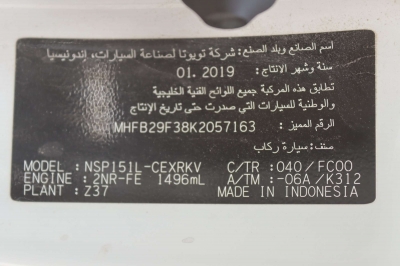 اسم الصانع وبلد الصنع: شركة تويوتا لصناعة السيارات، إندونيسيا
سنة وشهر الإنتاج: 01.2019
تطابق هذه المركبة جميع اللوائح الفنية الخليجية
والوطنية للسيارات التى صدرت حتى تاريخ الإنتاج
الرقم المميز: MHFB29F38K2057163
صنف: سيارة ركاب
MODEL: NSP151L-CEXRKV C/TR: 040/FC00
ENGINE: 2NR-FE 1496mL A/TM: -06A/K312
PLANT: Z37 MADE IN INDONESIA